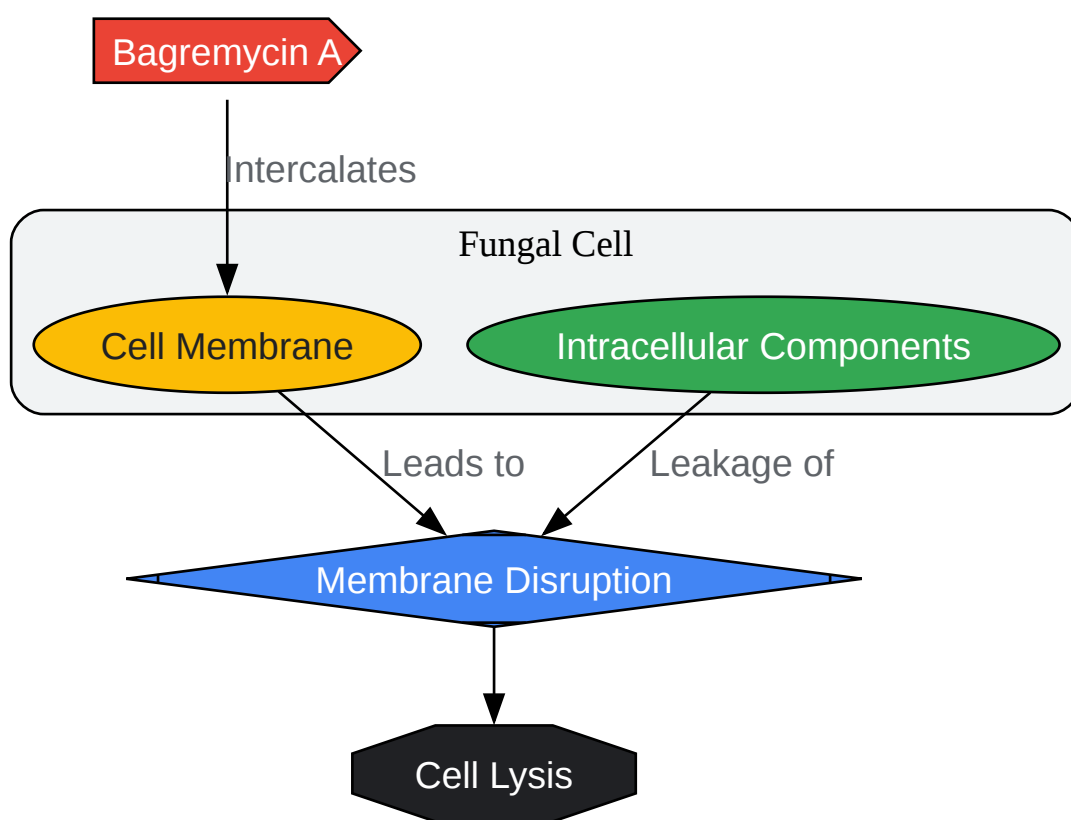 Bagremycin A
Intercalates
Fungal Cell
Cell Membrane
Intracellular Components
Leads to
Leakage of
Membrane Disruption
Cell Lysis